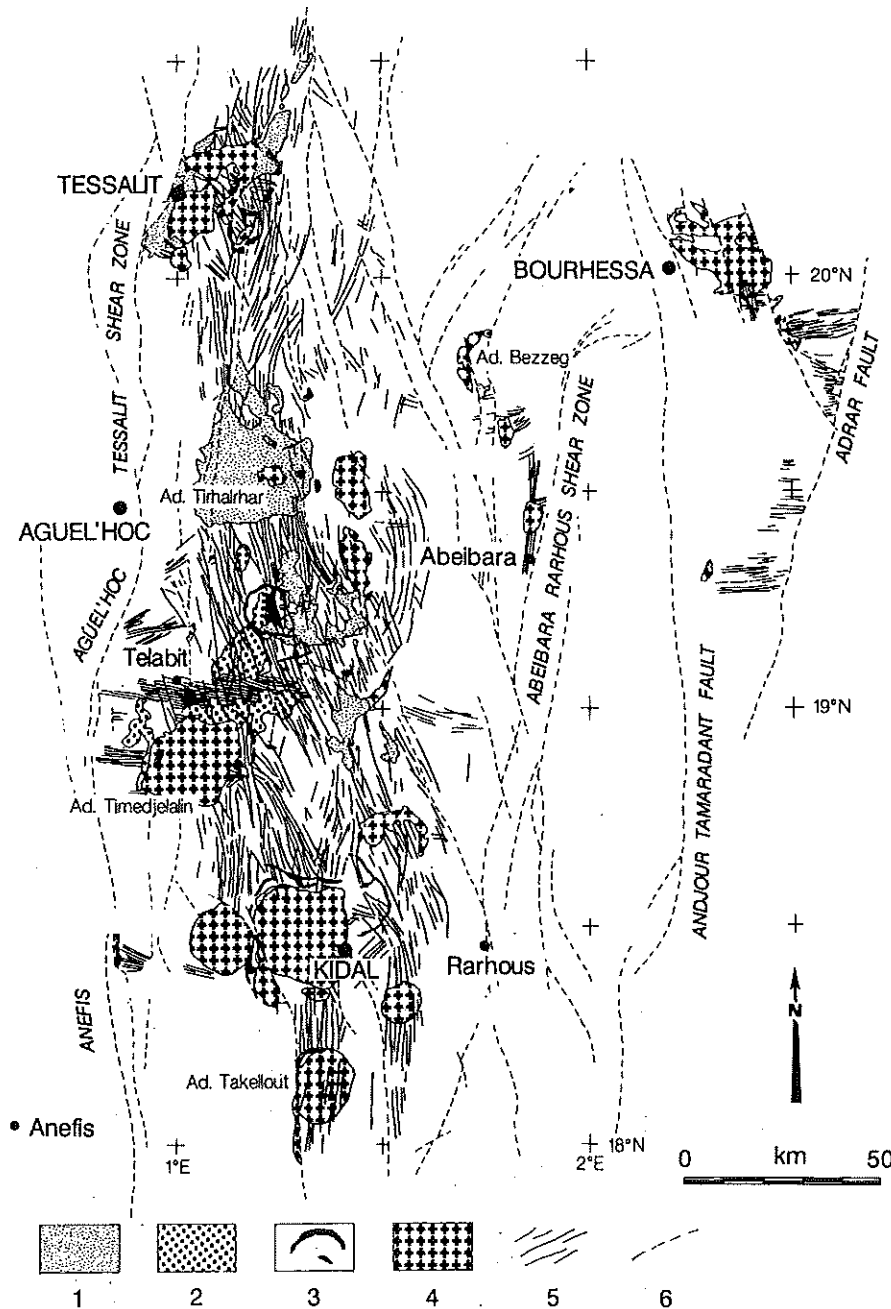 TESSALIT
BOURHESSA
20°N
SHEAR ZONE
Ad. Bezzeg
TESSALIT
Ad. Tirhalrhar
AGUEL'HOC
Abeibara
ABEIBARA RARHOUS SHEAR ZONE
ADRAR FAULT
AGUEL'HOC
Telabit
19°N
Ad. Timedjelalin
ANDJOUR TAMARADANT FAULT
KIDAL
Rarhous
ANEFIS
N
Ad. Takellout
Anefis
1°E
2°E
18°N
0 km 50
1 2 3 4 5 6